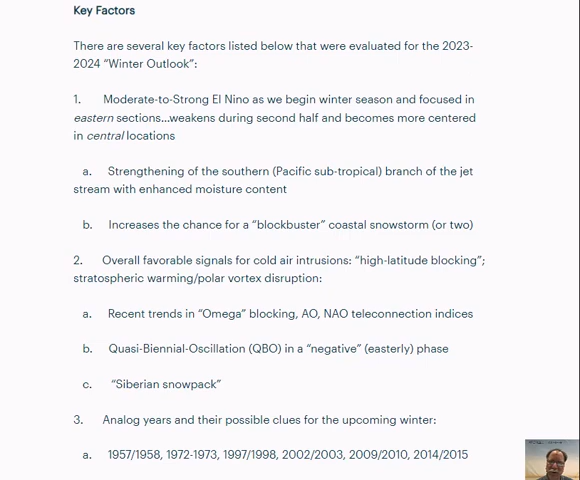 Key Factors
There are several key factors listed below that were evaluated for the 2023-
2024 “Winter Outlook”:
1. Moderate-to-Strong El Nino as we begin winter season and focused in
eastern sections...weakens during second half and becomes more centered
in central locations
a. Strengthening of the southern (Pacific sub-tropical) branch of the jet
stream with enhanced moisture content
b. Increases the chance for a “blockbuster” coastal snowstorm (or two)
2. Overall favorable signals for cold air intrusions: “high-latitude blocking”;
stratospheric warming/polar vortex disruption:
a. Recent trends in “Omega” blocking, AO, NAO teleconnection indices
b. Quasi-Biennial-Oscillation (QBO) in a “negative” (easterly) phase
c. “Siberian snowpack”
3. Analog years and their possible clues for the upcoming winter:
a. 1957/1958, 1972-1973, 1997/1998, 2002/2003, 2009/2010, 2014/2015